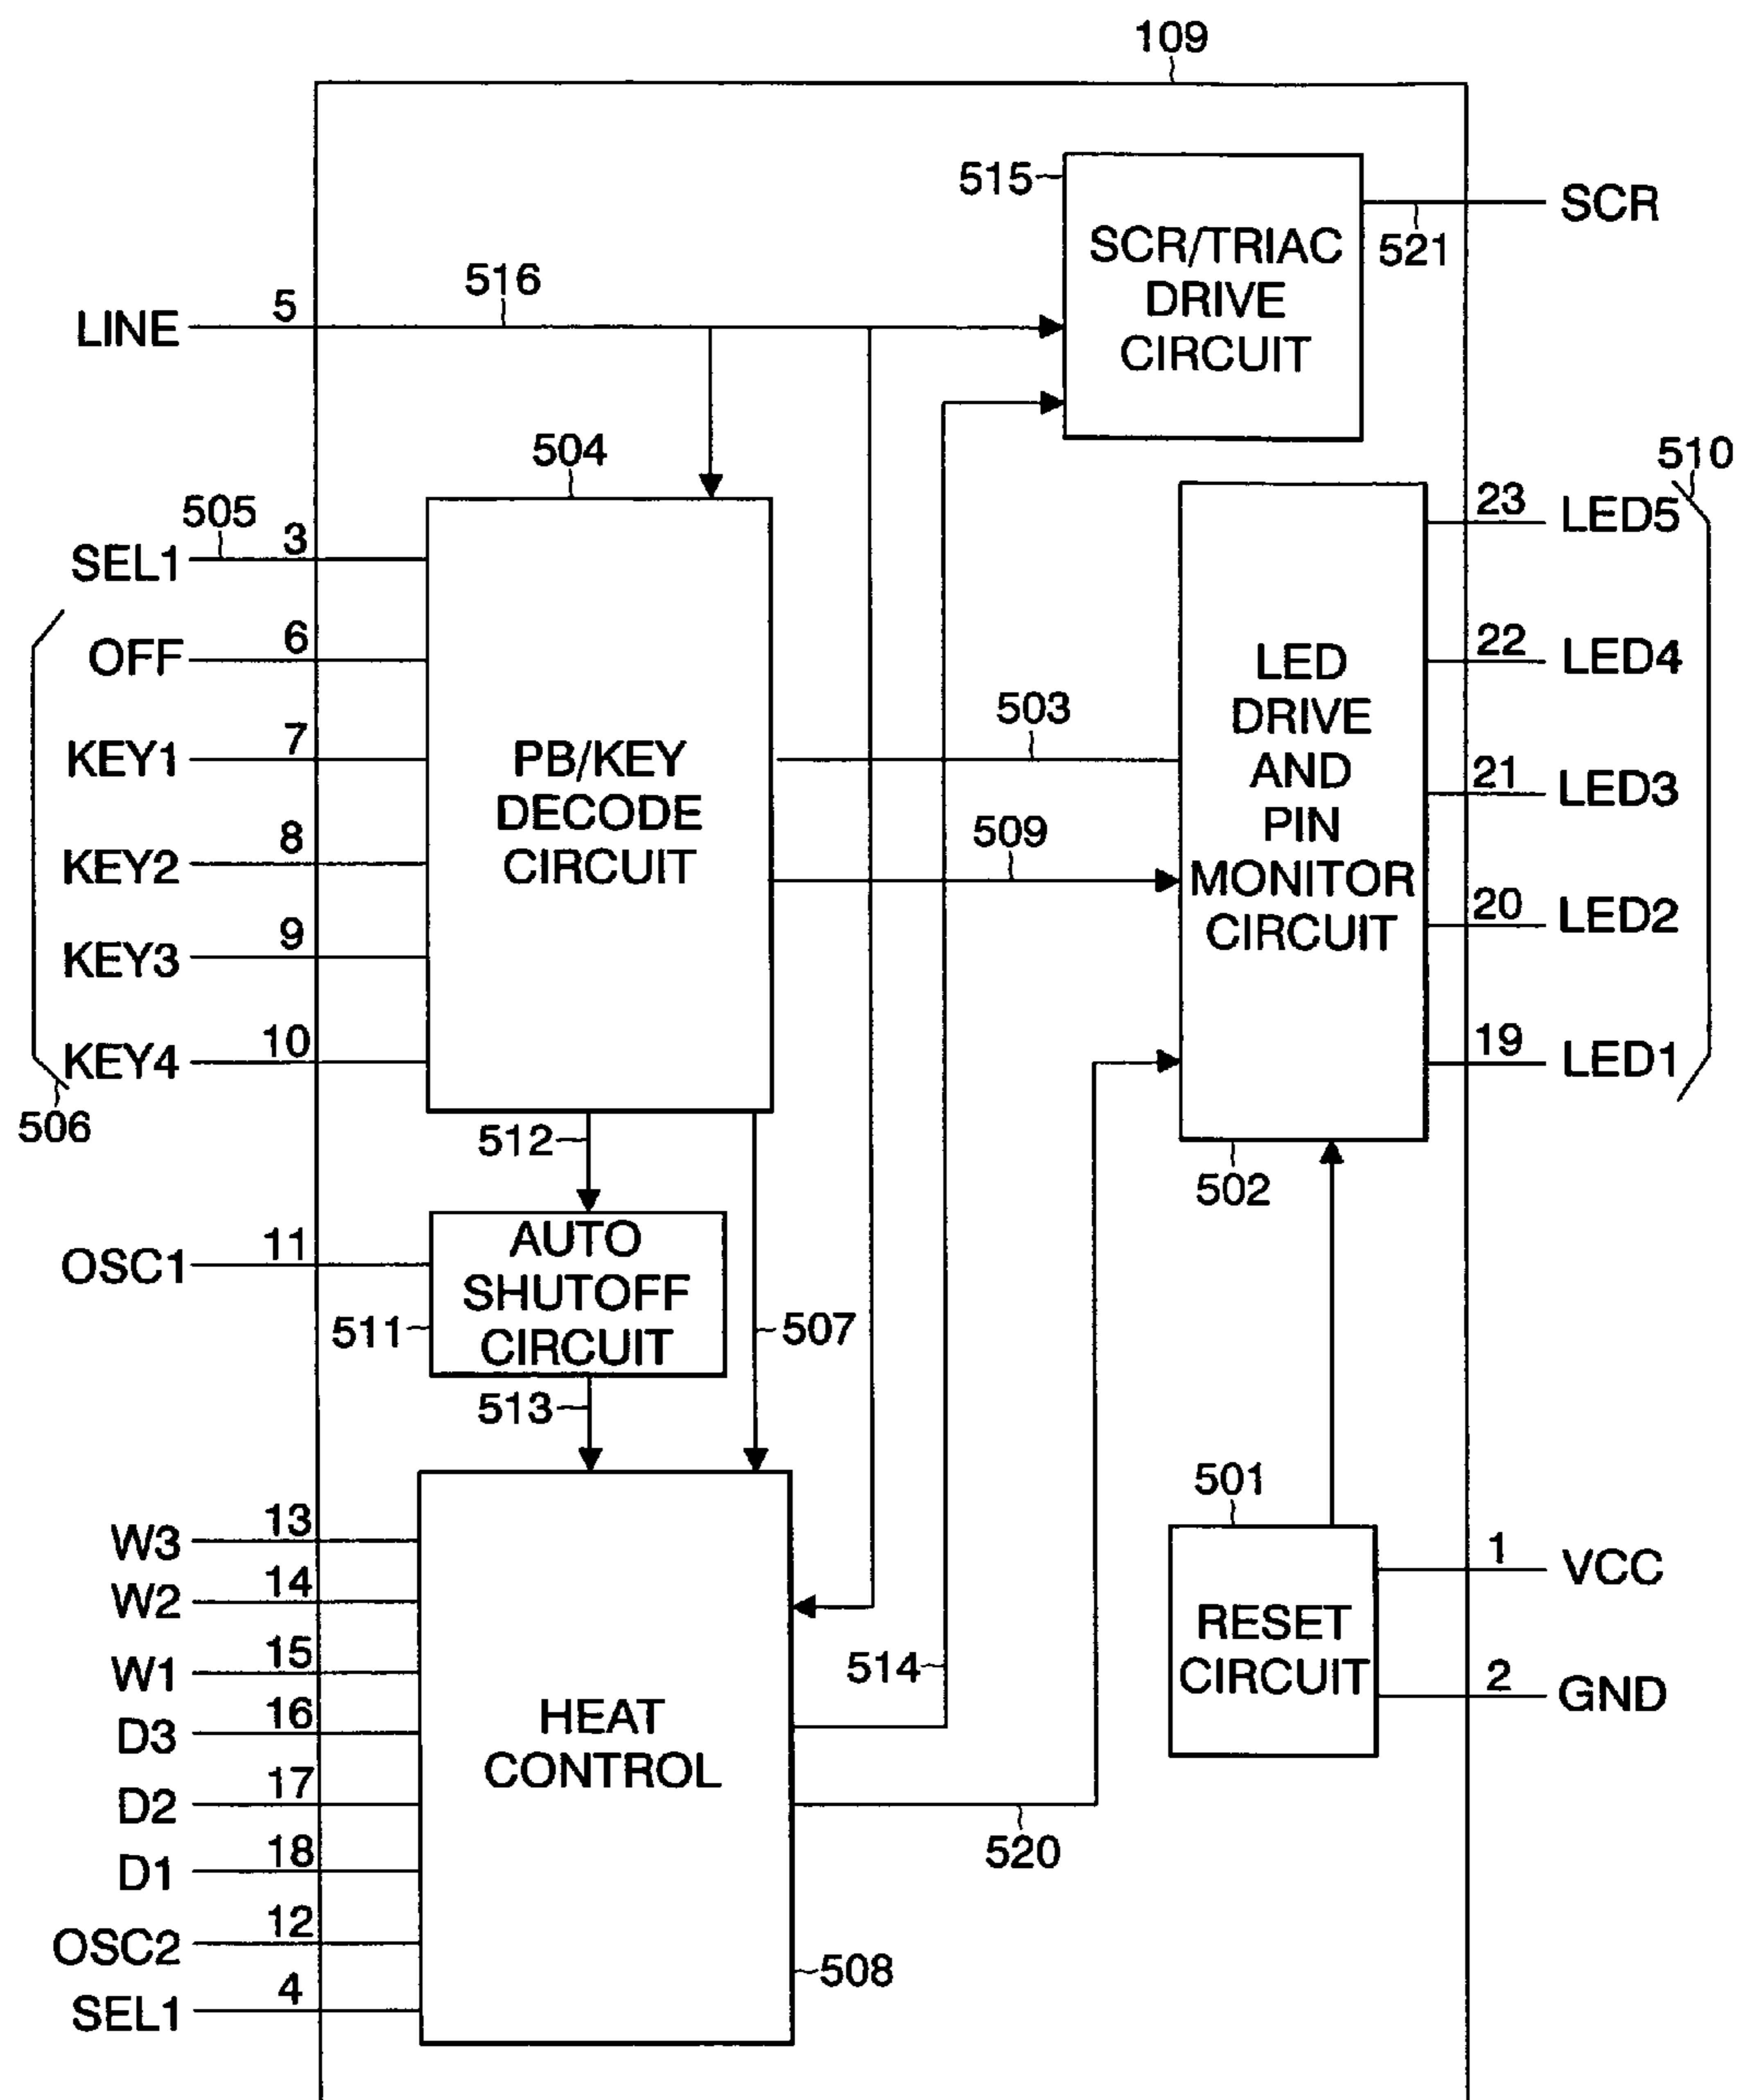 109
515
SCR/TRIAC
DRIVE
CIRCUIT
SCR
521
LINE
5
516
504
505
SEL1
3
OFF
6
KEY1
7
KEY2
8
KEY3
9
KEY4
10
506
PB/KEY
DECODE
CIRCUIT
503
509
LED
DRIVE
AND
PIN
MONITOR
CIRCUIT
502
510
23
LED5
22
LED4
21
LED3
20
LED2
19
LED1
512
OSC1
11
AUTO
SHUTOFF
CIRCUIT
511
507
513
W3
13
W2
14
W1
15
D3
16
D2
17
D1
18
OSC2
12
SEL1
4
HEAT
CONTROL
508
514
520
501
RESET
CIRCUIT
1
VCC
2
GND